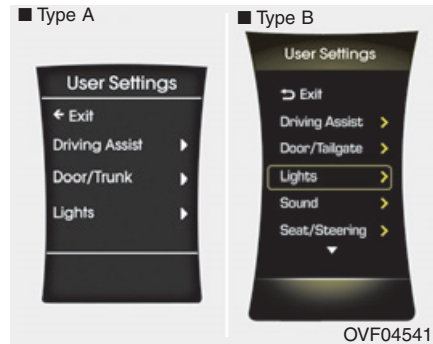 ■ Type A
User Settings
← Exit
Driving Assist ▶
Door/Trunk ▶
Lights ▶
■ Type B
User Settings
⮌ Exit
Driving Assist >
Door/Tailgate >
Lights >
Sound >
Seat/Steering >
▼
OVF04541